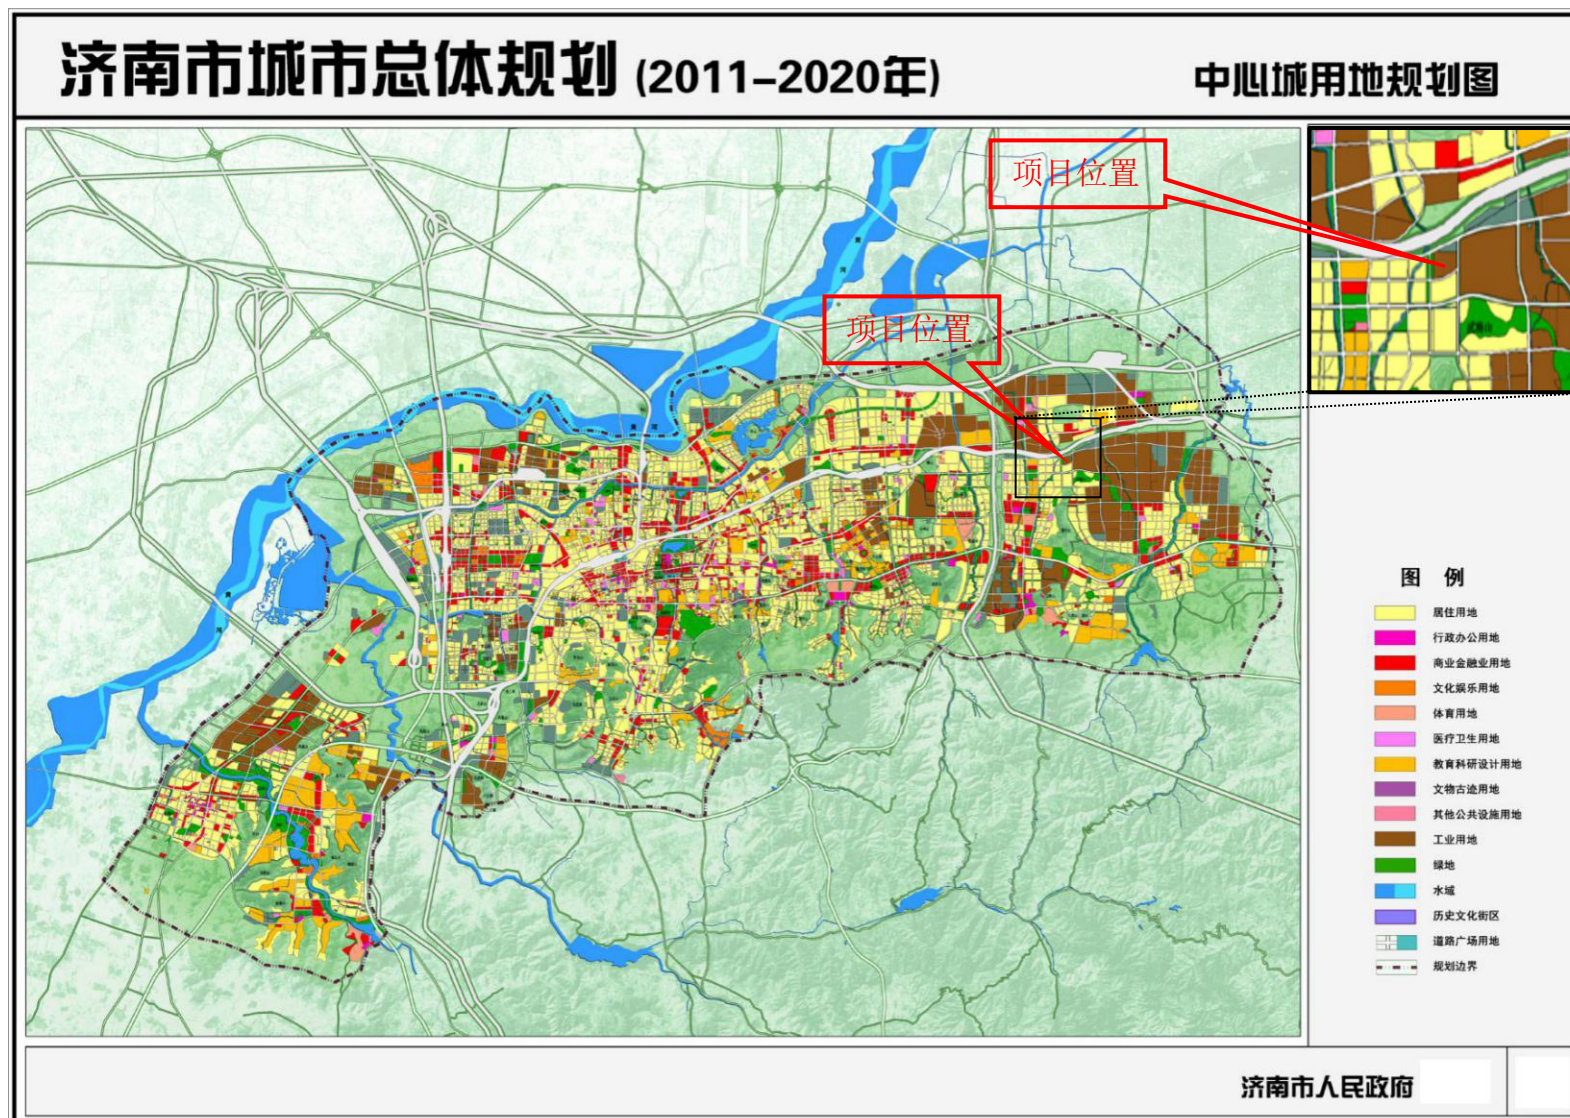 济南市城市总体规划 (2011-2020年)
中心城用地规划图
项目位置
项目位置
黄
河
黄
河
黄
河
图 例
居住用地
行政办公用地
商业金融业用地
文化娱乐用地
体育用地
医疗卫生用地
教育科研设计用地
文物古迹用地
其他公共设施用地
工业用地
绿地
水域
历史文化街区
道路广场用地
规划边界
济南市人民政府